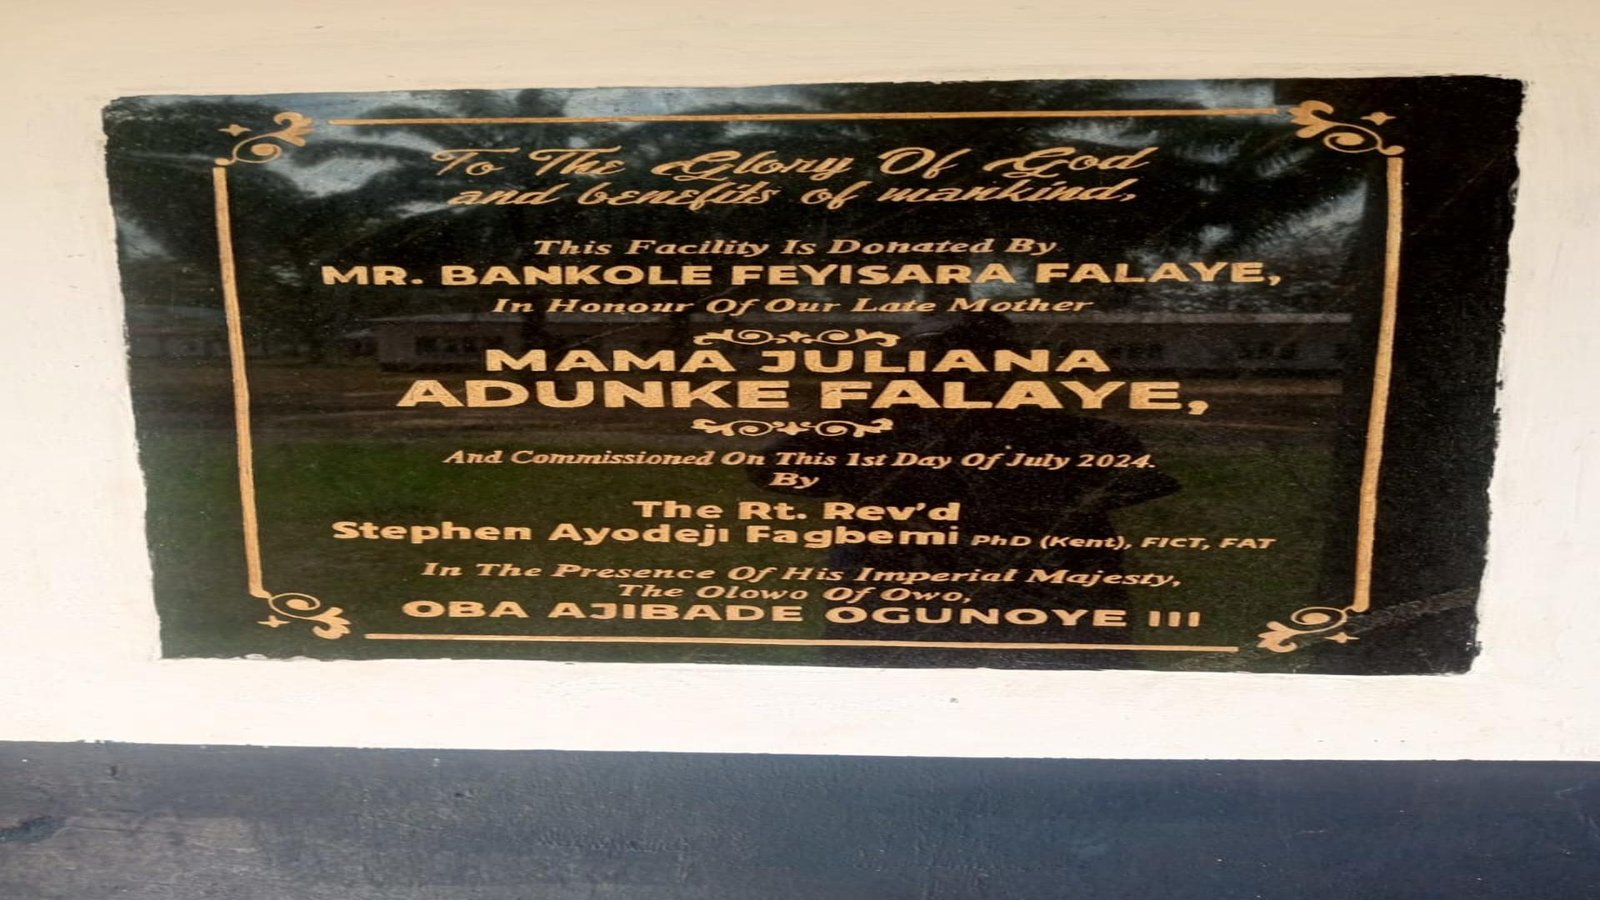 To The Glory Of God
and benefits of mankind,
This Facility Is Donated By
MR. BANKOLE FEYISARA FALAYE,
In Honour Of Our Late Mother
MAMA JULIANA
ADUNKE FALAYE,
And Commissioned On This 1st Day Of July 2024.
By
The Rt. Rev'd
Stephen Ayodeji Fagbemi PhD (Kent), FICT, FAT
In The Presence Of His Imperial Majesty,
The Olowo Of Owo,
OBA AJIBADE OGUNOYE III